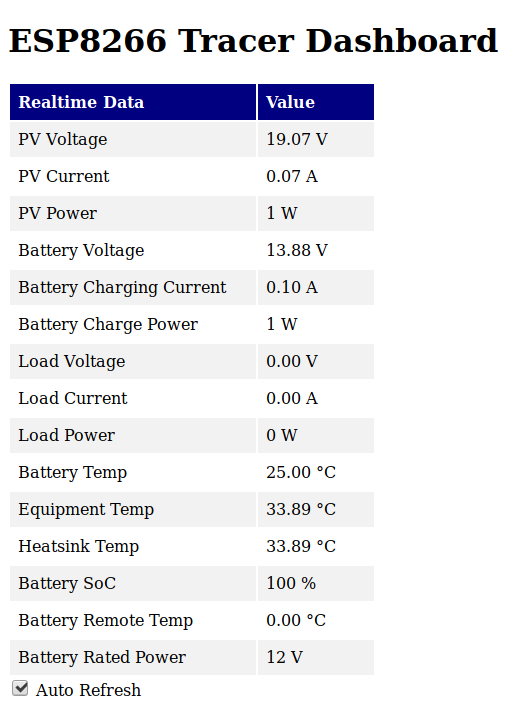 ESP8266 Tracer Dashboard
Realtime Data Value
PV Voltage 19.07 V
PV Current 0.07 A
PV Power 1 W
Battery Voltage 13.88 V
Battery Charging Current 0.10 A
Battery Charge Power 1 W
Load Voltage 0.00 V
Load Current 0.00 A
Load Power 0 W
Battery Temp 25.00 °C
Equipment Temp 33.89 °C
Heatsink Temp 33.89 °C
Battery SoC 100 %
Battery Remote Temp 0.00 °C
Battery Rated Power 12 V
Auto Refresh